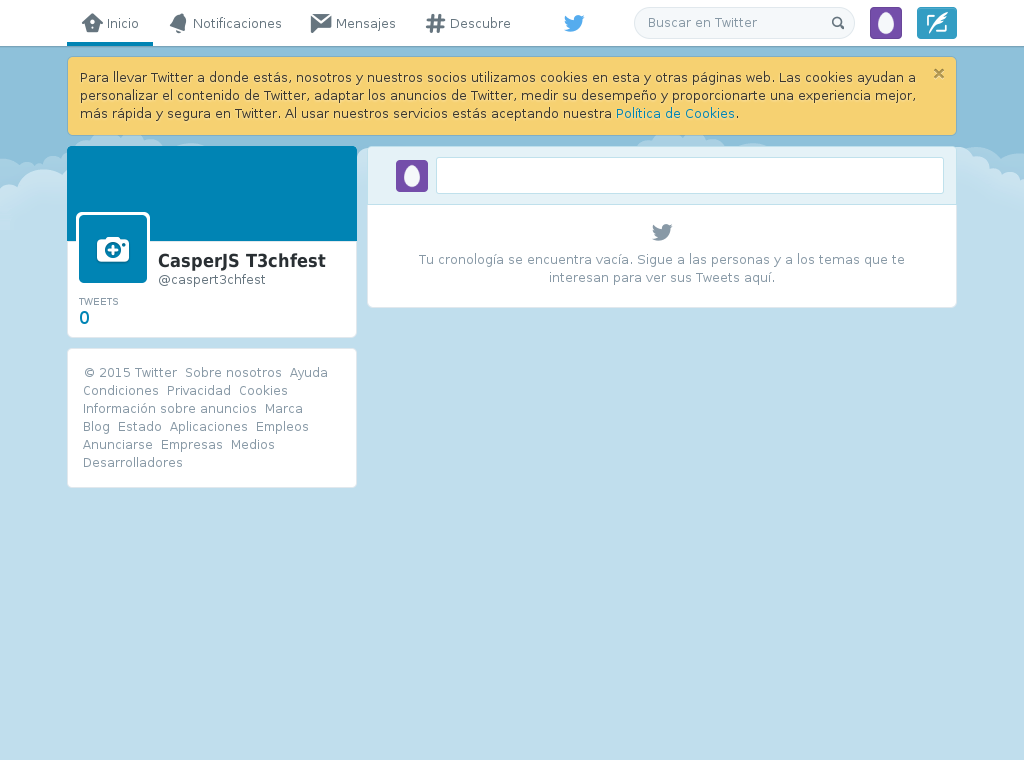 Inicio Notificaciones Mensajes Descubre Buscar en Twitter
Para llevar Twitter a donde estás, nosotros y nuestros socios utilizamos cookies en esta y otras páginas web. Las cookies ayudan a
personalizar el contenido de Twitter, adaptar los anuncios de Twitter, medir su desempeño y proporcionarte una experiencia mejor,
más rápida y segura en Twitter. Al usar nuestros servicios estás aceptando nuestra Política de Cookies.
CasperJS T3chfest
@caspert3chfest
TWEETS
0
© 2015 Twitter Sobre nosotros Ayuda
Condiciones Privacidad Cookies
Información sobre anuncios Marca
Blog Estado Aplicaciones Empleos
Anunciarse Empresas Medios
Desarrolladores
Tu cronología se encuentra vacía. Sigue a las personas y a los temas que te
interesan para ver sus Tweets aquí.